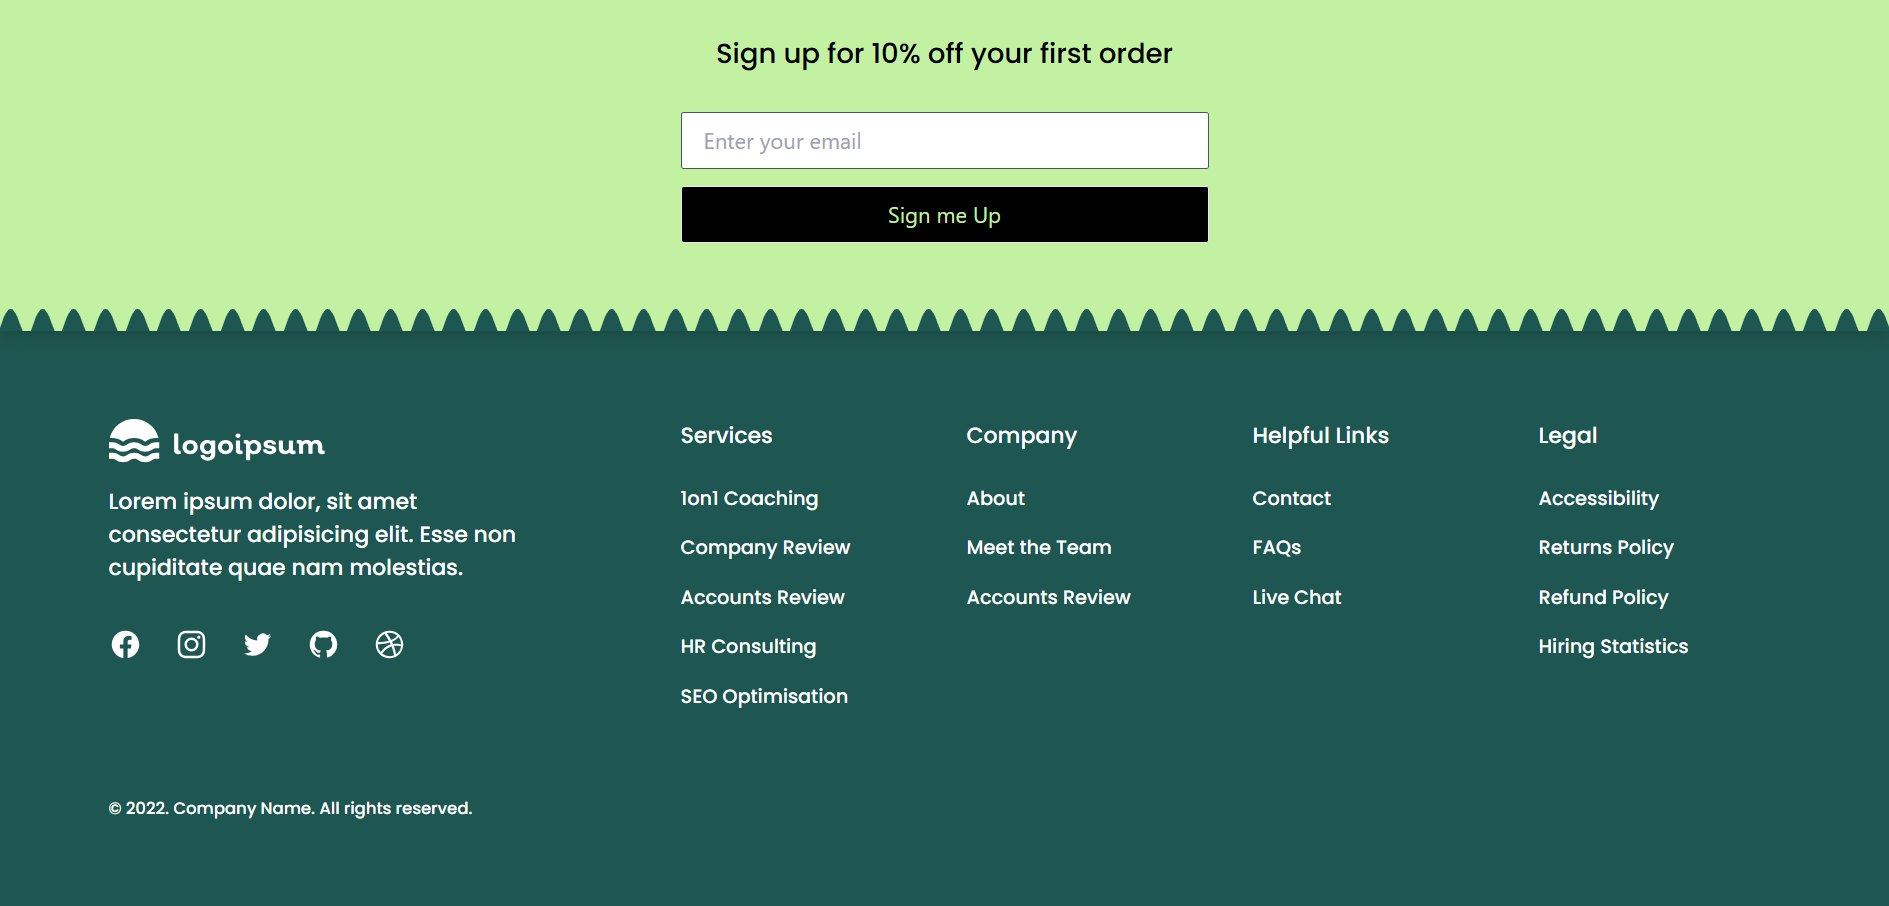 Sign up for 10% off your first order
Enter your email
Sign me Up
logoipsum
Lorem ipsum dolor, sit amet
consectetur adipisicing elit. Esse non
cupiditate quae nam molestias.
Services
1on1 Coaching
Company Review
Accounts Review
HR Consulting
SEO Optimisation
Company
About
Meet the Team
Accounts Review
Helpful Links
Contact
FAQs
Live Chat
Legal
Accessibility
Returns Policy
Refund Policy
Hiring Statistics
© 2022. Company Name. All rights reserved.